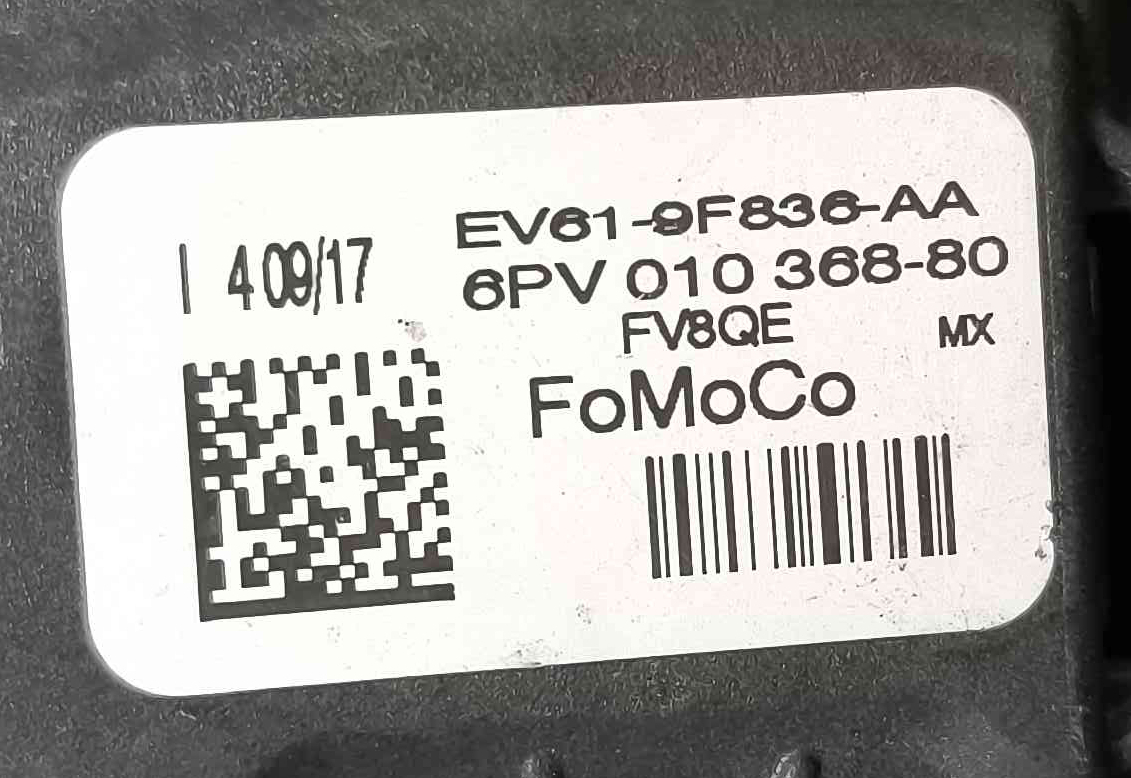 EV61-9F836-AA
| 4 09/17
6PV 010 368-80
FV8QE MX
FoMoCo